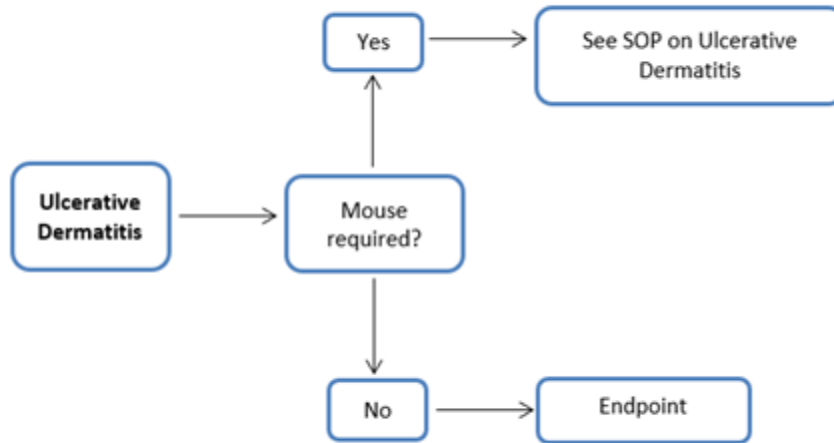 Yes
See SOP on Ulcerative
Dermatitis
Ulcerative
Dermatitis
Mouse
required?
No
Endpoint